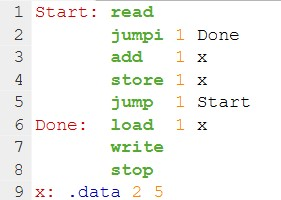 1 Start: read
2 jumpi 1 Done
3 add 1 x
4 store 1 x
5 jump 1 Start
6 Done: load 1 x
7 write
8 stop
9 x: .data 2 5